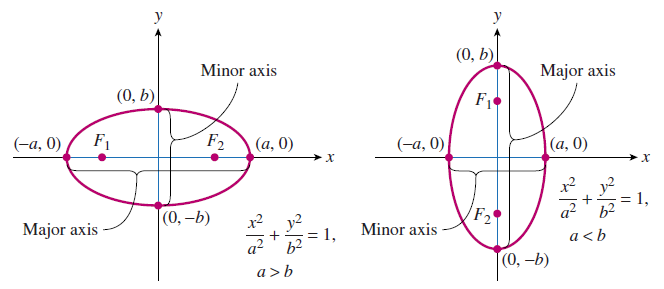 y
Minor axis
(0, b)
(−a, 0)
F₁
F₂
(a, 0)
x
Major axis
(0, −b)
x²/a² + y²/b² = 1,
a > b
y
(0, b)
Major axis
F₁
(−a, 0)
(a, 0)
x
x²/a² + y²/b² = 1,
a < b
Minor axis
F₂
(0, −b)